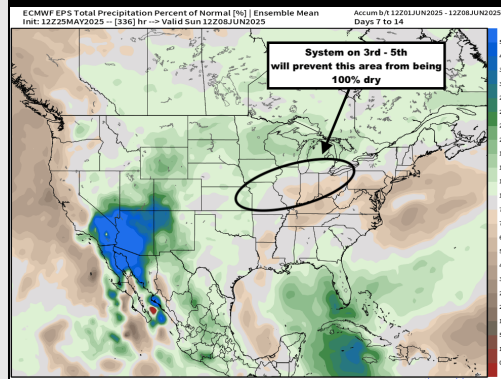 ECMWF EPS Total Precipitation Percent of Normal [%] | Ensemble Mean
Init: 12Z25MAY2025 -- [336] hr --> Valid Sun 12Z08JUN2025
Accum b/t 12Z01JUN2025 - 12Z08JUN2025
Days 7 to 14
System on 3rd - 5th
will prevent this area from being
100% dry